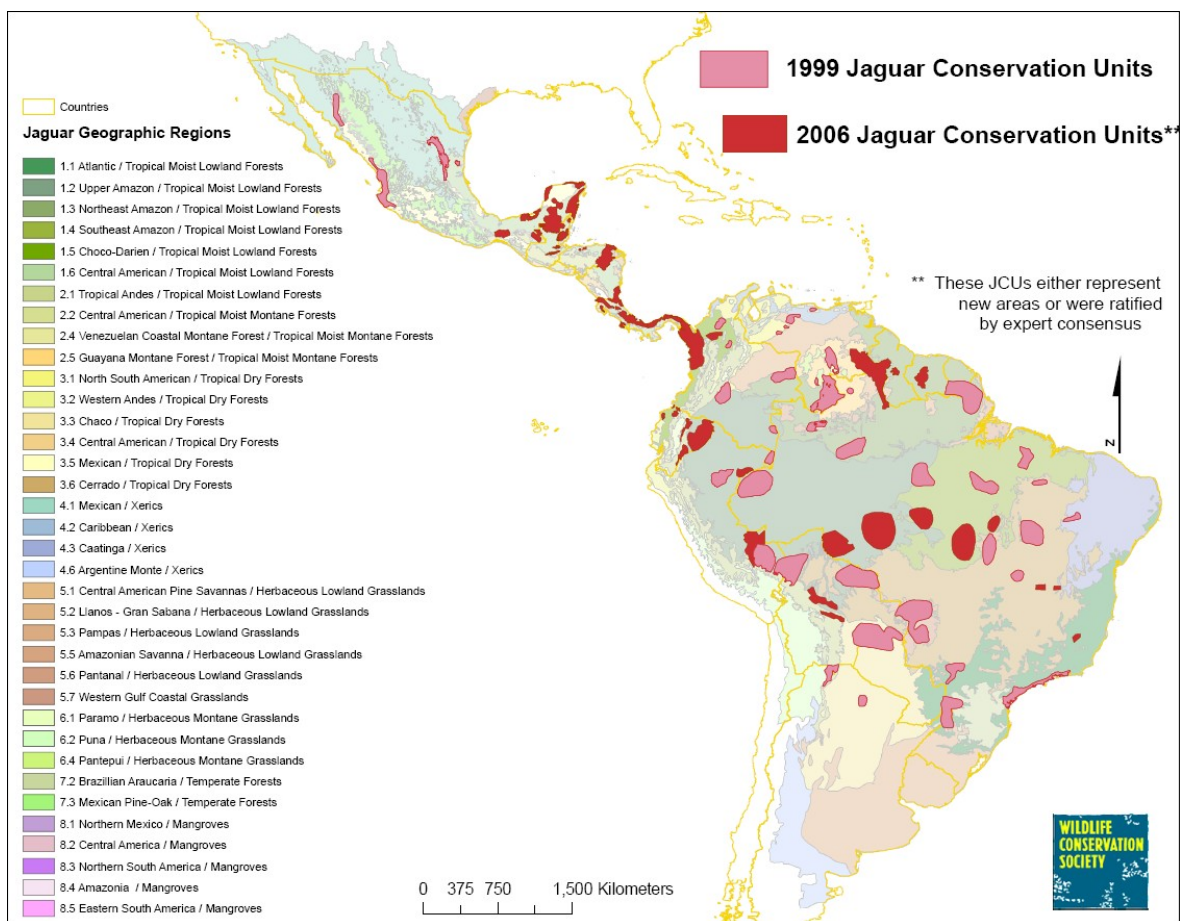 1999 Jaguar Conservation Units
2006 Jaguar Conservation Units**
** These JCUs either represent
new areas or were ratified
by expert consensus
Countries
Jaguar Geographic Regions
1.1 Atlantic / Tropical Moist Lowland Forests
1.2 Upper Amazon / Tropical Moist Lowland Forests
1.3 Northeast Amazon / Tropical Moist Lowland Forests
1.4 Southeast Amazon / Tropical Moist Lowland Forests
1.5 Choco-Darien / Tropical Moist Lowland Forests
1.6 Central American / Tropical Moist Lowland Forests
2.1 Tropical Andes / Tropical Moist Lowland Forests
2.2 Central American / Tropical Moist Montane Forests
2.4 Venezuelan Coastal Montane Forest / Tropical Moist Montane Forests
2.5 Guayana Montane Forest / Tropical Moist Montane Forests
3.1 North South American / Tropical Dry Forests
3.2 Western Andes / Tropical Dry Forests
3.3 Chaco / Tropical Dry Forests
3.4 Central American / Tropical Dry Forests
3.5 Mexican / Tropical Dry Forests
3.6 Cerrado / Tropical Dry Forests
4.1 Mexican / Xerics
4.2 Caribbean / Xerics
4.3 Caatinga / Xerics
4.6 Argentine Monte / Xerics
5.1 Central American Pine Savannas / Herbaceous Lowland Grasslands
5.2 Llanos - Gran Sabana / Herbaceous Lowland Grasslands
5.3 Pampas / Herbaceous Lowland Grasslands
5.5 Amazonian Savanna / Herbaceous Lowland Grasslands
5.6 Pantanal / Herbaceous Lowland Grasslands
5.7 Western Gulf Coastal Grasslands
6.1 Paramo / Herbaceous Montane Grasslands
6.2 Puna / Herbaceous Montane Grasslands
6.4 Pantepui / Herbaceous Montane Grasslands
7.2 Brazillian Araucaria / Temperate Forests
7.3 Mexican Pine-Oak / Temperate Forests
8.1 Northern Mexico / Mangroves
8.2 Central America / Mangroves
8.3 Northern South America / Mangroves
8.4 Amazonia / Mangroves
8.5 Eastern South America / Mangroves
N
0 375 750 1,500 Kilometers
WILDLIFE
CONSERVATION
SOCIETY